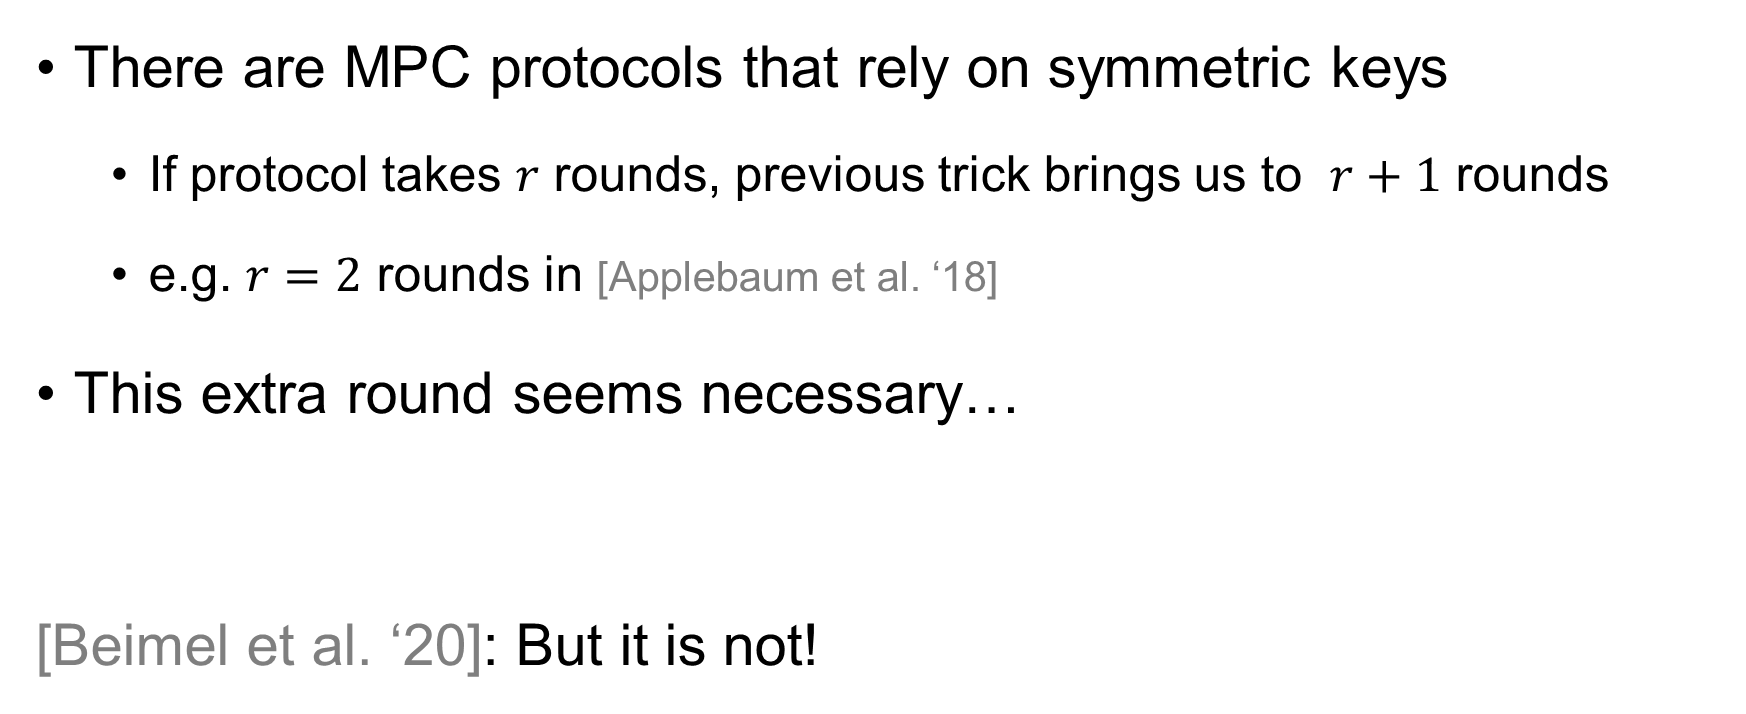 • There are MPC protocols that rely on symmetric keys
• If protocol takes 𝑟 rounds, previous trick brings us to 𝑟 + 1 rounds
• e.g. 𝑟 = 2 rounds in [Applebaum et al. ‘18]
• This extra round seems necessary…
[Beimel et al. ‘20]: But it is not!